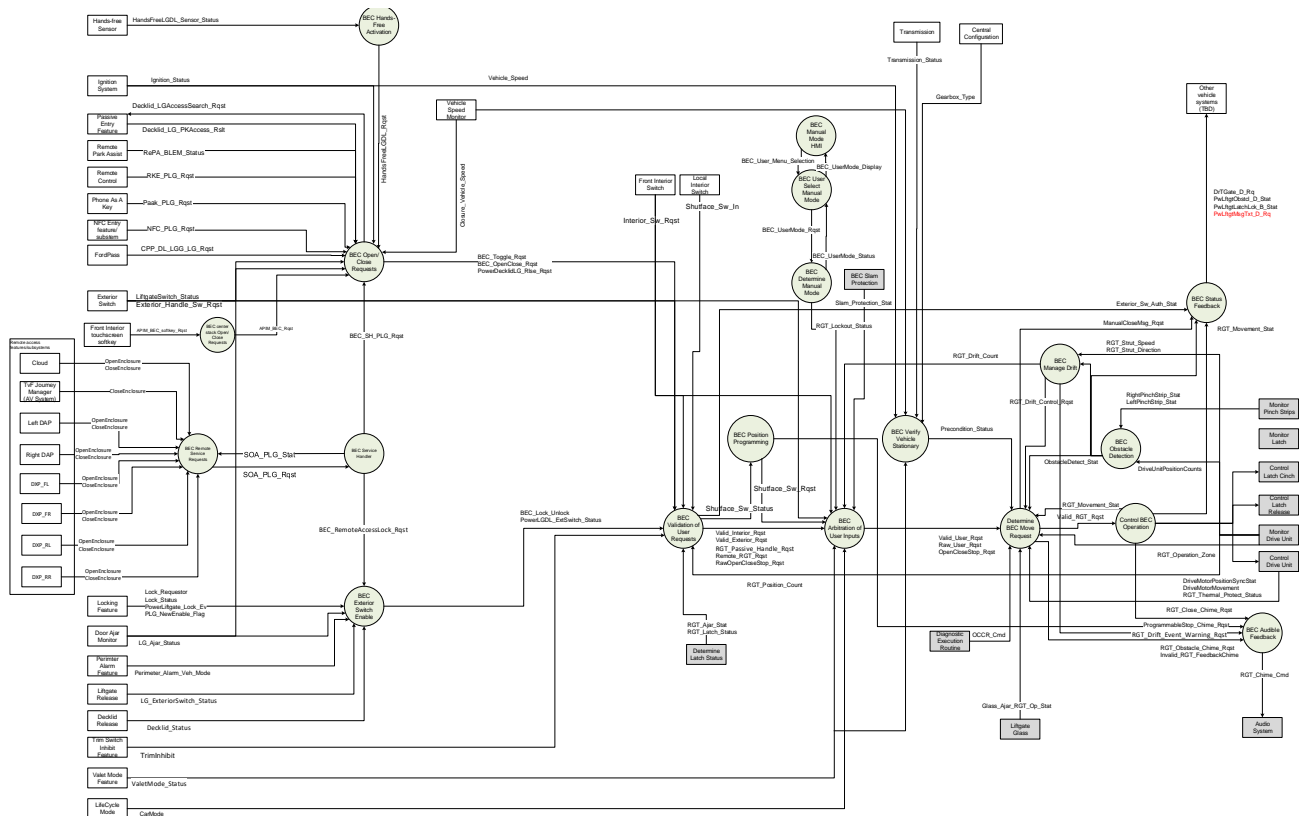 Hands-free
Sensor
HandsFreeLGDL_Sensor_Status
BEC Hands-
Free
Activation
Transmission
Central
Configuration
Transmission_Status
Gearbox_Type
Ignition
System
Ignition_Status
Vehicle_Speed
Decklid_LGAccessSearch_Rqst
Passive
Entry
Feature
Decklid_LG_PKAccess_Rslt
Vehicle
Speed
Monitor
HandsFreeLGDL_Rqst
Closure_Vehicle_Speed
Remote
Park Assist
RePA_BLEM_Status
Remote
Control
RKE_PLG_Rqst
Phone As A
Key
Paak_PLG_Rqst
NFC Entry
feature/
subsystem
NFC_PLG_Rqst
FordPass
CPP_DL_LGG_LG_Rqst
BEC Open/
Close
Requests
BEC_Toggle_Rqst
BEC_OpenClose_Rqst
PowerDecklidLG_Rlse_Rqst
Front Interior
Switch
Local
Interior
Switch
Interior_Sw_Rqst
Shutface_Sw_In
BEC
Manual
Mode
HMI
BEC_User_Menu_Selection
BEC_UserMode_Display
BEC User
Select
Manual
Mode
BEC_UserMode_Rqst
BEC_UserMode_Status
BEC
Determine
Manual
Mode
BEC Slam
Protection
Slam_Protection_Stat
RGT_Lockout_Status
Other
vehicle
systems
(TBD)
DrTGate_D_Rq
PwLftgtObstd_D_Stat
PwLftgtLatchLck_B_Stat
PwLftgtMsgTxt_D_Rq
BEC Status
Feedback
Exterior_Sw_Auth_Stat
ManualCloseMsg_Rqst
RGT_Movement_Stat
Exterior
Switch
LiftgateSwitch_Status
Exterior_Handle_Sw_Rqst
Front Interior
touchscreen
softkey
APIM_BEC_softkey_Rqst
APIM_BEC_Rqst
BEC_SH_PLG_Rqst
Remote access
features/subsystems
Cloud
OpenEnclosure
CloseEnclosure
TvF Journey
Manager
(AV System)
CloseEnclosure
Left DAP
OpenEnclosure
CloseEnclosure
Right DAP
OpenEnclosure
CloseEnclosure
DXP_FL
OpenEnclosure
CloseEnclosure
DXP_FR
OpenEnclosure
CloseEnclosure
DXP_RL
OpenEnclosure
CloseEnclosure
DXP_RR
OpenEnclosure
CloseEnclosure
BEC Remote
Service
Requests
SOA_PLG_Stat
SOA_PLG_Rqst
BEC Service
Handler
BEC_RemoteAccessLock_Rqst
RGT_Drift_Count
RGT_Strut_Speed
RGT_Strut_Direction
BEC
Manage Drift
RGT_Drift_Control_Rqst
RightPinchStrip_Stat
LeftPinchStrip_Stat
Monitor
Pinch Strips
Monitor
Latch
BEC Position
Programming
BEC Verify
Vehicle
Stationary
Precondition_Status
BEC
Obstacle
Detection
ObstacleDetect_Stat
DriveUnitPositionCounts
Control
Latch Cinch
Control
Latch
Release
Monitor
Drive Unit
Control
Drive Unit
Shutface_Sw_Rqst
Shutface_Sw_Status
BEC_Lock_Unlock
PowerLGDL_ExtSwitch_Status
BEC
Validation of
User
Requests
Valid_Interior_Rqst
Valid_Exterior_Rqst
RGT_Passive_Handle_Rqst
Remote_RGT_Rqst
RawOpenCloseStop_Rqst
BEC
Arbitration of
User Inputs
Valid_User_Rqst
Raw_User_Rqst
OpenCloseStop_Rqst
Determine
BEC Move
Request
RGT_Movement_Stat
Valid_RGT_Rqst
Control BEC
Operation
RGT_Operation_Zone
RGT_Position_Count
DriveMotorPositionSyncStat
DriveMotorMovement
RGT_Thermal_Protect_Status
RGT_Close_Chime_Rqst
Locking
Feature
Lock_Requestor
Lock_Status
PowerLiftgate_Lock_Ev
PLG_NewEnable_Flag
BEC
Exterior
Switch
Enable
Door Ajar
Monitor
LG_Ajar_Status
RGT_Ajar_Stat
RGT_Latch_Status
Determine
Latch Status
Diagnostic
Execution
Routine
OCCR_Cmd
ProgrammableStop_Chime_Rqst
RGT_Drift_Event_Warning_Rqst
RGT_Obstacle_Chime_Rqst
Invalid_RGT_FeedbackChime
BEC Audible
Feedback
RGT_Chime_Cmd
Perimter
Alarm
Feature
Perimeter_Alarm_Veh_Mode
Liftgate
Release
LG_ExteriorSwitch_Status
Decklid
Release
Decklid_Status
Glass_Ajar_RGT_Op_Stat
Liftgate
Glass
Audio
System
Trim Switch
Inhibit
Feature
TrimInhibit
Valet Mode
Feature
ValetMode_Status
LifeCycle
Mode
CarMode